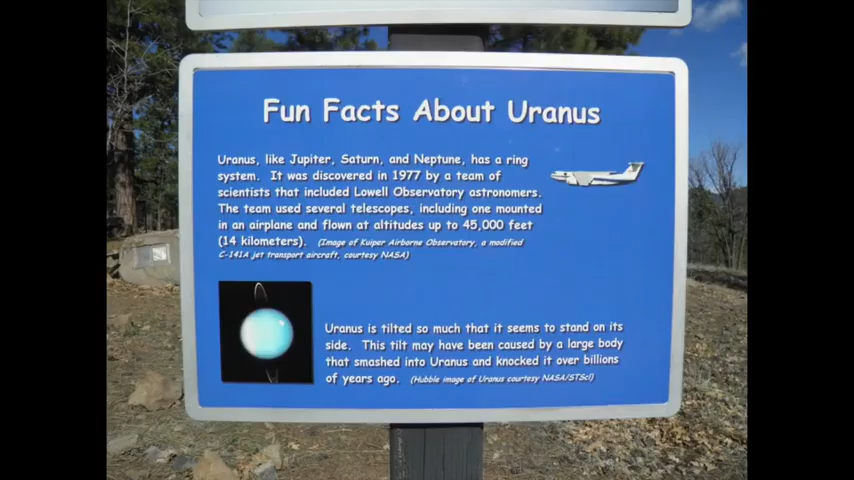 Fun Facts About Uranus
Uranus, like Jupiter, Saturn, and Neptune, has a ring
system. It was discovered in 1977 by a team of
scientists that included Lowell Observatory astronomers.
The team used several telescopes, including one mounted
in an airplane and flown at altitudes up to 45,000 feet
(14 kilometers). (Image of Kuiper Airborne Observatory, a modified
C-141A jet transport aircraft, courtesy NASA)
Uranus is tilted so much that it seems to stand on its
side. This tilt may have been caused by a large body
that smashed into Uranus and knocked it over billions
of years ago. (Hubble image of Uranus courtesy NASA/STScI)